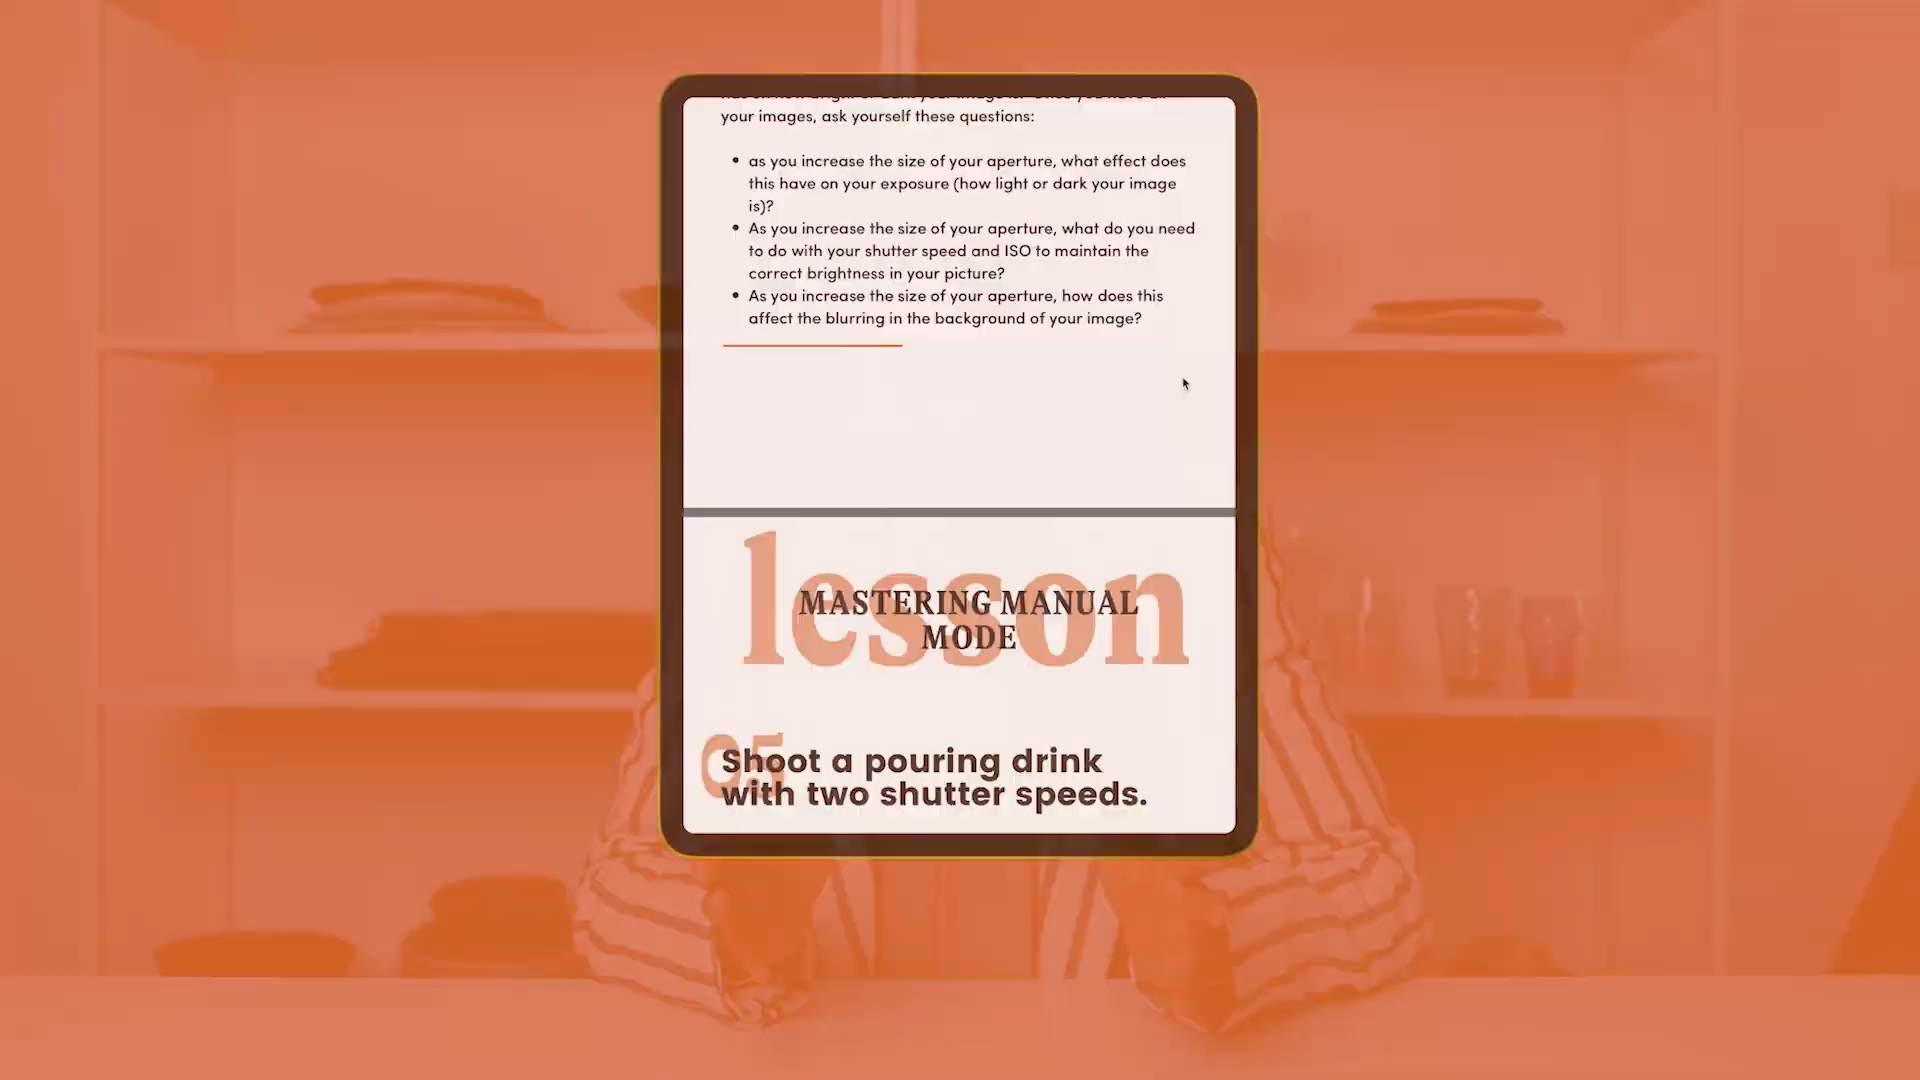 your images, ask yourself these questions:
• as you increase the size of your aperture, what effect does
this have on your exposure (how light or dark your image
is)?
• As you increase the size of your aperture, what do you need
to do with your shutter speed and ISO to maintain the
correct brightness in your picture?
• As you increase the size of your aperture, how does this
affect the blurring in the background of your image?
lesson
MASTERING MANUAL
MODE
05
Shoot a pouring drink
with two shutter speeds.